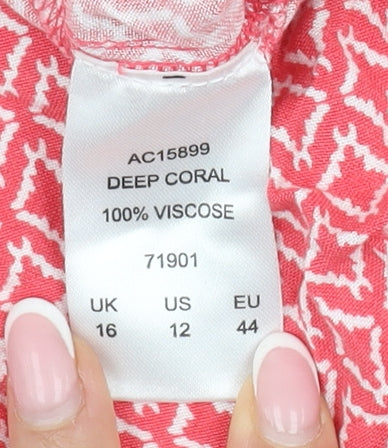 AC15899
DEEP CORAL
100% VISCOSE
71901
UK US EU
16 12 44